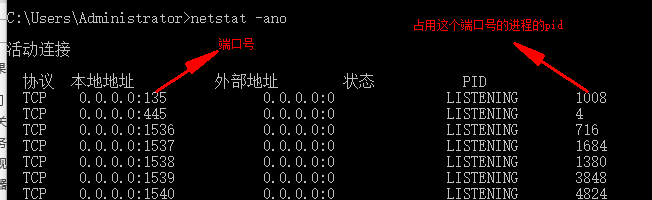 C:\Users\Administrator>netstat -ano
占用这个端口号的进程的pid
端口号
活动连接
协议 本地地址 外部地址 状态 PID
TCP 0.0.0.0:135 0.0.0.0:0 LISTENING 1008
TCP 0.0.0.0:445 0.0.0.0:0 LISTENING 4
TCP 0.0.0.0:1536 0.0.0.0:0 LISTENING 716
TCP 0.0.0.0:1537 0.0.0.0:0 LISTENING 1684
TCP 0.0.0.0:1538 0.0.0.0:0 LISTENING 1380
TCP 0.0.0.0:1539 0.0.0.0:0 LISTENING 3848
TCP 0.0.0.0:1540 0.0.0.0:0 LISTENING 4824